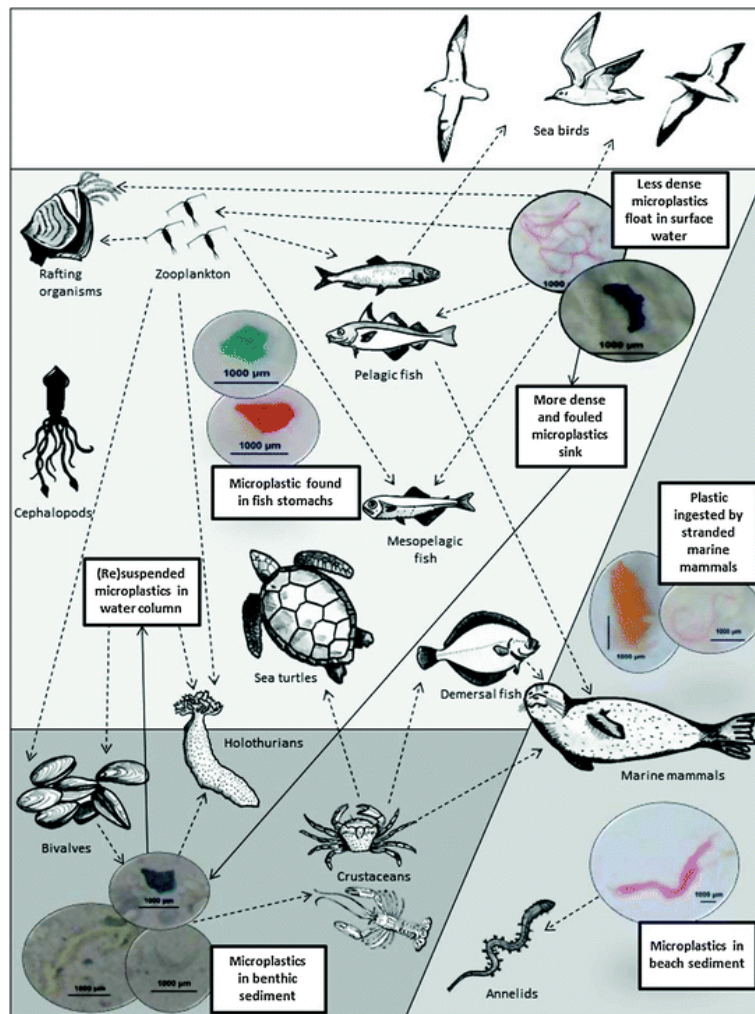 Sea birds
Less dense
microplastics
float in surface
water
1000 µm
1000 µm
Rafting
organisms
Zooplankton
1000 µm
1000 µm
Pelagic fish
More dense
and fouled
microplastics
sink
Microplastic found
in fish stomachs
Cephalopods
Mesopelagic
fish
Plastic
ingested by
stranded
marine
mammals
(Re)suspended
microplastics in
water column
1000 µm
1000 µm
Sea turtles
Demersal fish
Holothurians
Marine mammals
Bivalves
Crustaceans
1000 µm
1000 µm
1000 µm
1000 µm
Microplastics
in benthic
sediment
Annelids
Microplastics in
beach sediment